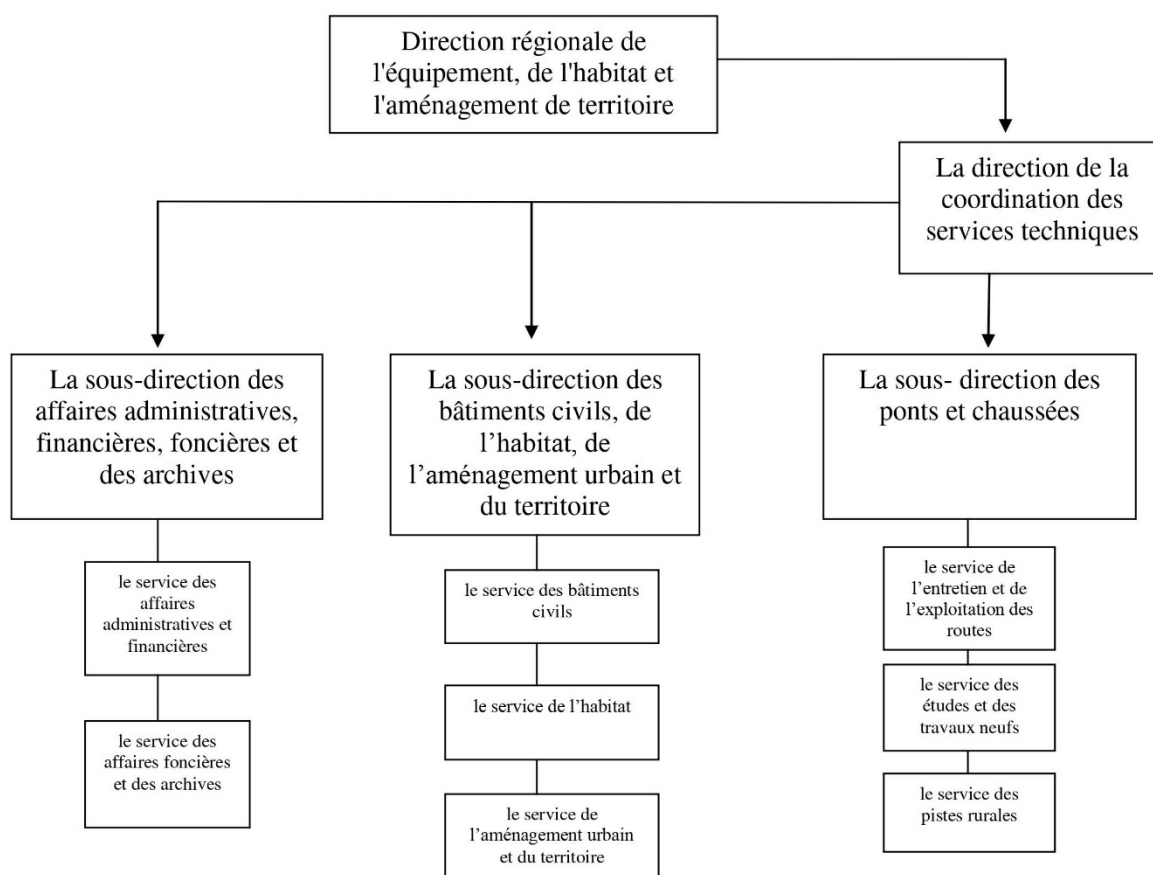 Direction régionale de
l'équipement, de l'habitat et
l'aménagement de territoire
La direction de la
coordination des
services techniques
La sous-direction des
affaires administratives,
financières, foncières et
des archives
La sous-direction des
bâtiments civils, de
l’habitat, de
l’aménagement urbain et
du territoire
La sous- direction des
ponts et chaussées
le service des
affaires
administratives et
financières
le service des
affaires foncières
et des archives
le service des bâtiments
civils
le service de l’habitat
le service de
l’aménagement urbain
et du territoire
le service de
l’entretien et de
l’exploitation des
routes
le service des
études et des
travaux neufs
le service des
pistes rurales